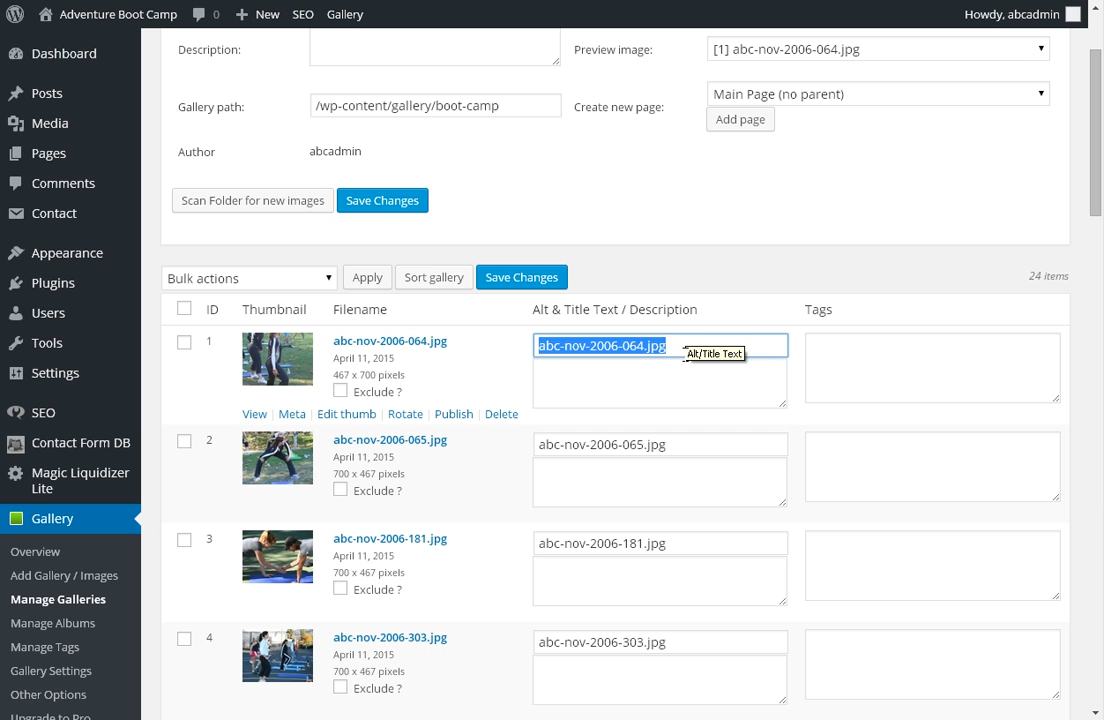 Adventure Boot Camp 0 New SEO Gallery Howdy, abcadmin
Dashboard
Posts
Media
Pages
Comments
Contact
Appearance
Plugins
Users
Tools
Settings
SEO
Contact Form DB
Magic Liquidizer
Lite
Gallery
Overview
Add Gallery / Images
Manage Galleries
Manage Albums
Manage Tags
Gallery Settings
Other Options
Upgrade to Pro
Description:
Preview image: [1] abc-nov-2006-064.jpg
Gallery path: /wp-content/gallery/boot-camp
Create new page: Main Page (no parent)
Add page
Author abcadmin
Scan Folder for new images Save Changes
Bulk actions Apply Sort gallery Save Changes 24 items
ID Thumbnail Filename Alt & Title Text / Description Tags
1 abc-nov-2006-064.jpg abc-nov-2006-064.jpg
Alt/Title Text
April 11, 2015
467 x 700 pixels
Exclude ?
View | Meta | Edit thumb | Rotate | Publish | Delete
2 abc-nov-2006-065.jpg abc-nov-2006-065.jpg
April 11, 2015
700 x 467 pixels
Exclude ?
3 abc-nov-2006-181.jpg abc-nov-2006-181.jpg
April 11, 2015
700 x 467 pixels
Exclude ?
4 abc-nov-2006-303.jpg abc-nov-2006-303.jpg
April 11, 2015
700 x 467 pixels
Exclude ?